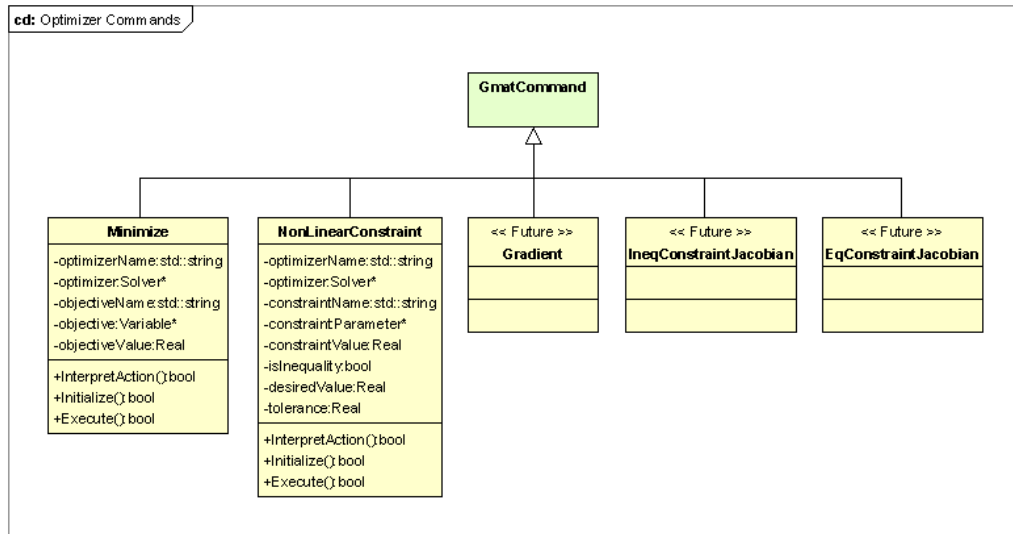 cd: Optimizer Commands
GmatCommand
Minimize
-optimizerName:std::string
-optimizer:Solver*
-objectiveName:std::string
-objective:Variable*
-objectiveValue:Real
+InterpretAction():bool
+Initialize():bool
+Execute():bool
NonLinearConstraint
-optimizerName:std::string
-optimizer:Solver*
-constraintName:std::string
-constraint:Parameter*
-constraintValue:Real
-isInequality:bool
-desiredValue:Real
-tolerance:Real
+InterpretAction():bool
+Initialize():bool
+Execute():bool
<< Future >>
Gradient
<< Future >>
IneqConstraintJacobian
<< Future >>
EqConstraintJacobian